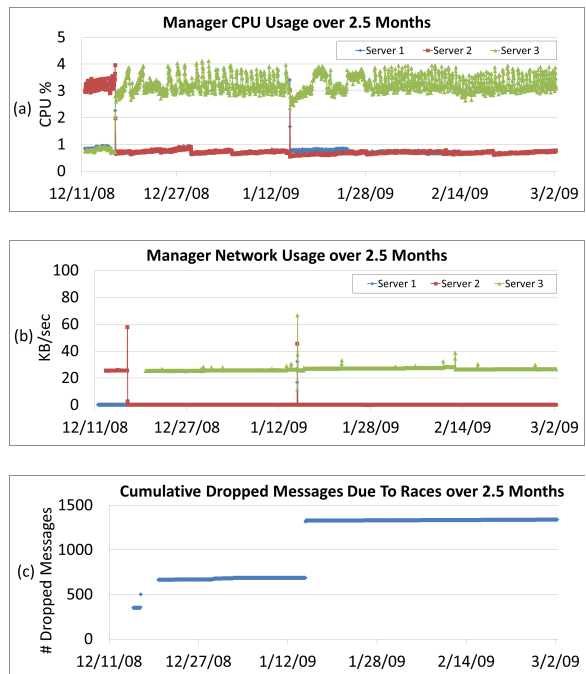 Manager CPU Usage over 2.5 Months
5
4
3
2
1
0
CPU %
(a)
Server 1 Server 2 Server 3
12/11/08 12/27/08 1/12/09 1/28/09 2/14/09 3/2/09
Manager Network Usage over 2.5 Months
100
80
60
40
20
0
KB/sec
(b)
Server 1 Server 2 Server 3
12/11/08 12/27/08 1/12/09 1/28/09 2/14/09 3/2/09
Cumulative Dropped Messages Due To Races over 2.5 Months
1500
1000
500
0
# Dropped Messages
(c)
12/11/08 12/27/08 1/12/09 1/28/09 2/14/09 3/2/09